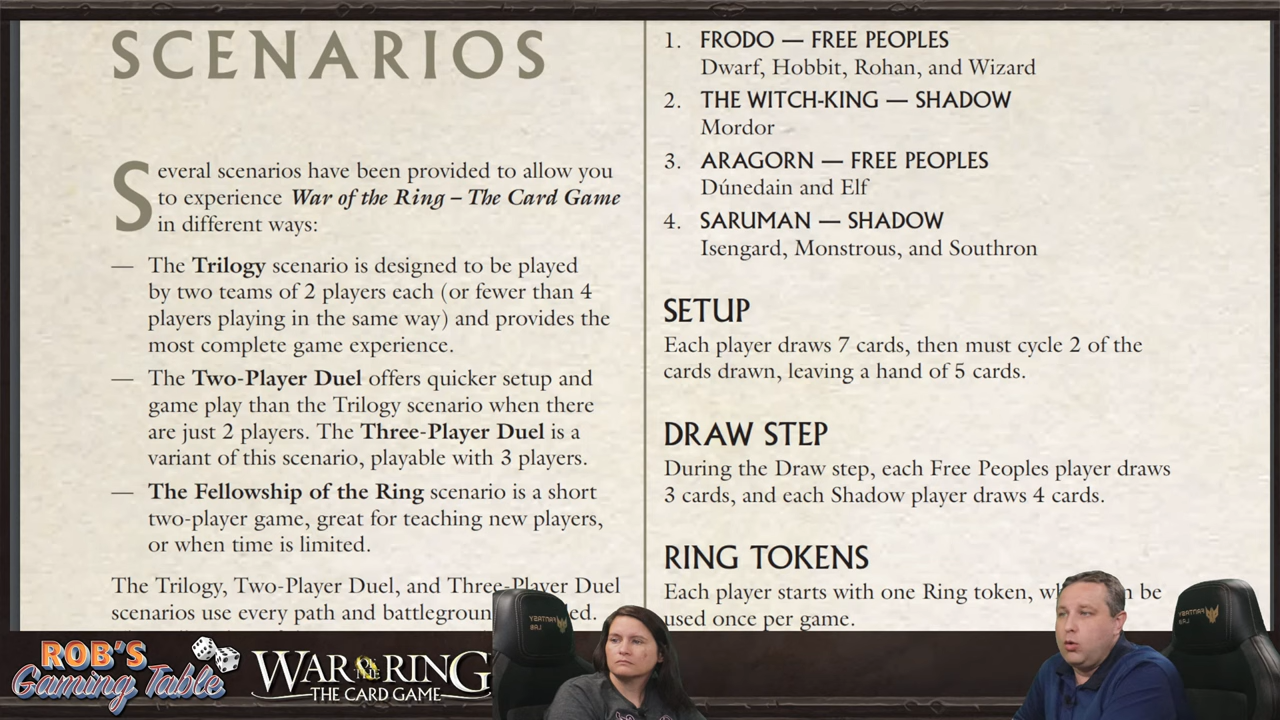 SCENARIOS
Several scenarios have been provided to allow you
to experience War of the Ring – The Card Game
in different ways:
— The Trilogy scenario is designed to be played
by two teams of 2 players each (or fewer than 4
players playing in the same way) and provides the
most complete game experience.
— The Two-Player Duel offers quicker setup and
game play than the Trilogy scenario when there
are just 2 players. The Three-Player Duel is a
variant of this scenario, playable with 3 players.
— The Fellowship of the Ring scenario is a short
two-player game, great for teaching new players,
or when time is limited.
The Trilogy, Two-Player Duel, and Three-Player Duel
scenarios use every path and
1. FRODO — FREE PEOPLES
Dwarf, Hobbit, Rohan, and Wizard
2. THE WITCH-KING — SHADOW
Mordor
3. ARAGORN — FREE PEOPLES
Dúnedain and Elf
4. SARUMAN — SHADOW
Isengard, Monstrous, and Southron
SETUP
Each player draws 7 cards, then must cycle 2 of the
cards drawn, leaving a hand of 5 cards.
DRAW STEP
During the Draw step, each Free Peoples player draws
3 cards, and each Shadow player draws 4 cards.
RING TOKENS
Each player starts with one Ring token, be
used once per game.
ROB'S
Gaming Table
WAR OF THE RING
THE CARD GAME